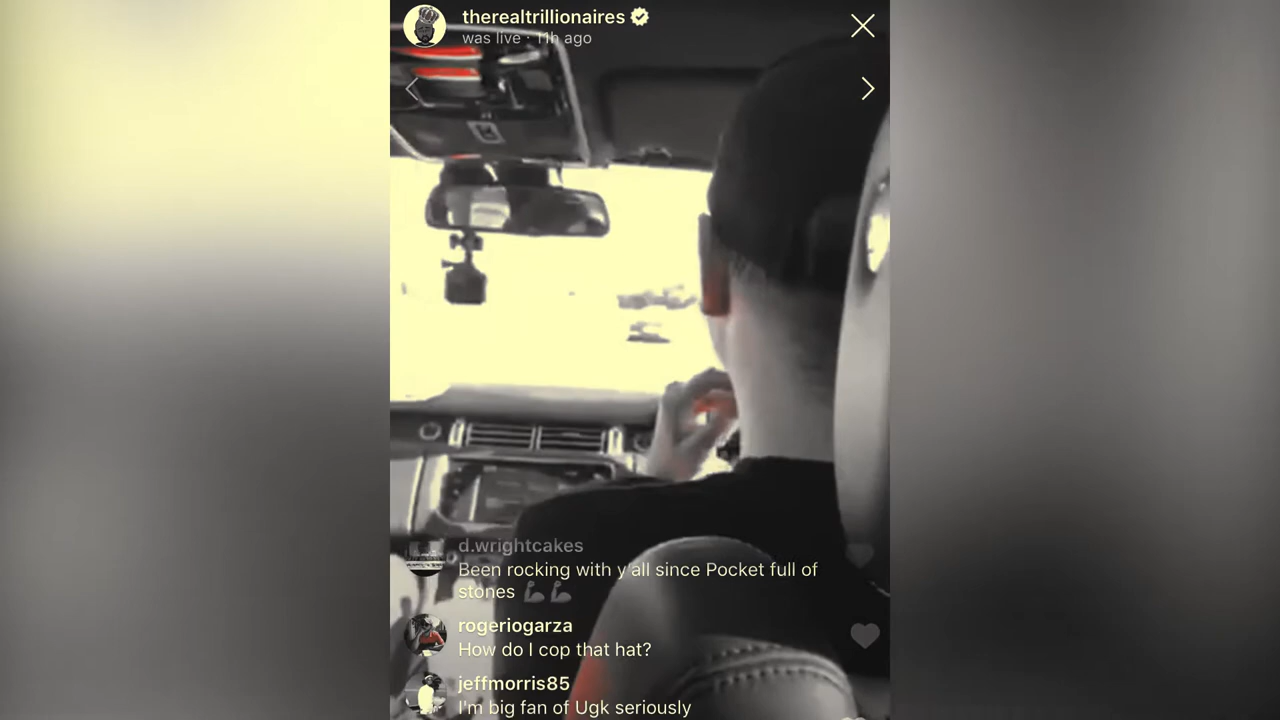 therealtrillionaires
was live · 11h ago
d.wrightcakes
Been rocking with y'all since Pocket full of
stones 💪💪
rogeriogarza
How do I cop that hat?
jeffmorris85
I'm big fan of Ugk seriously